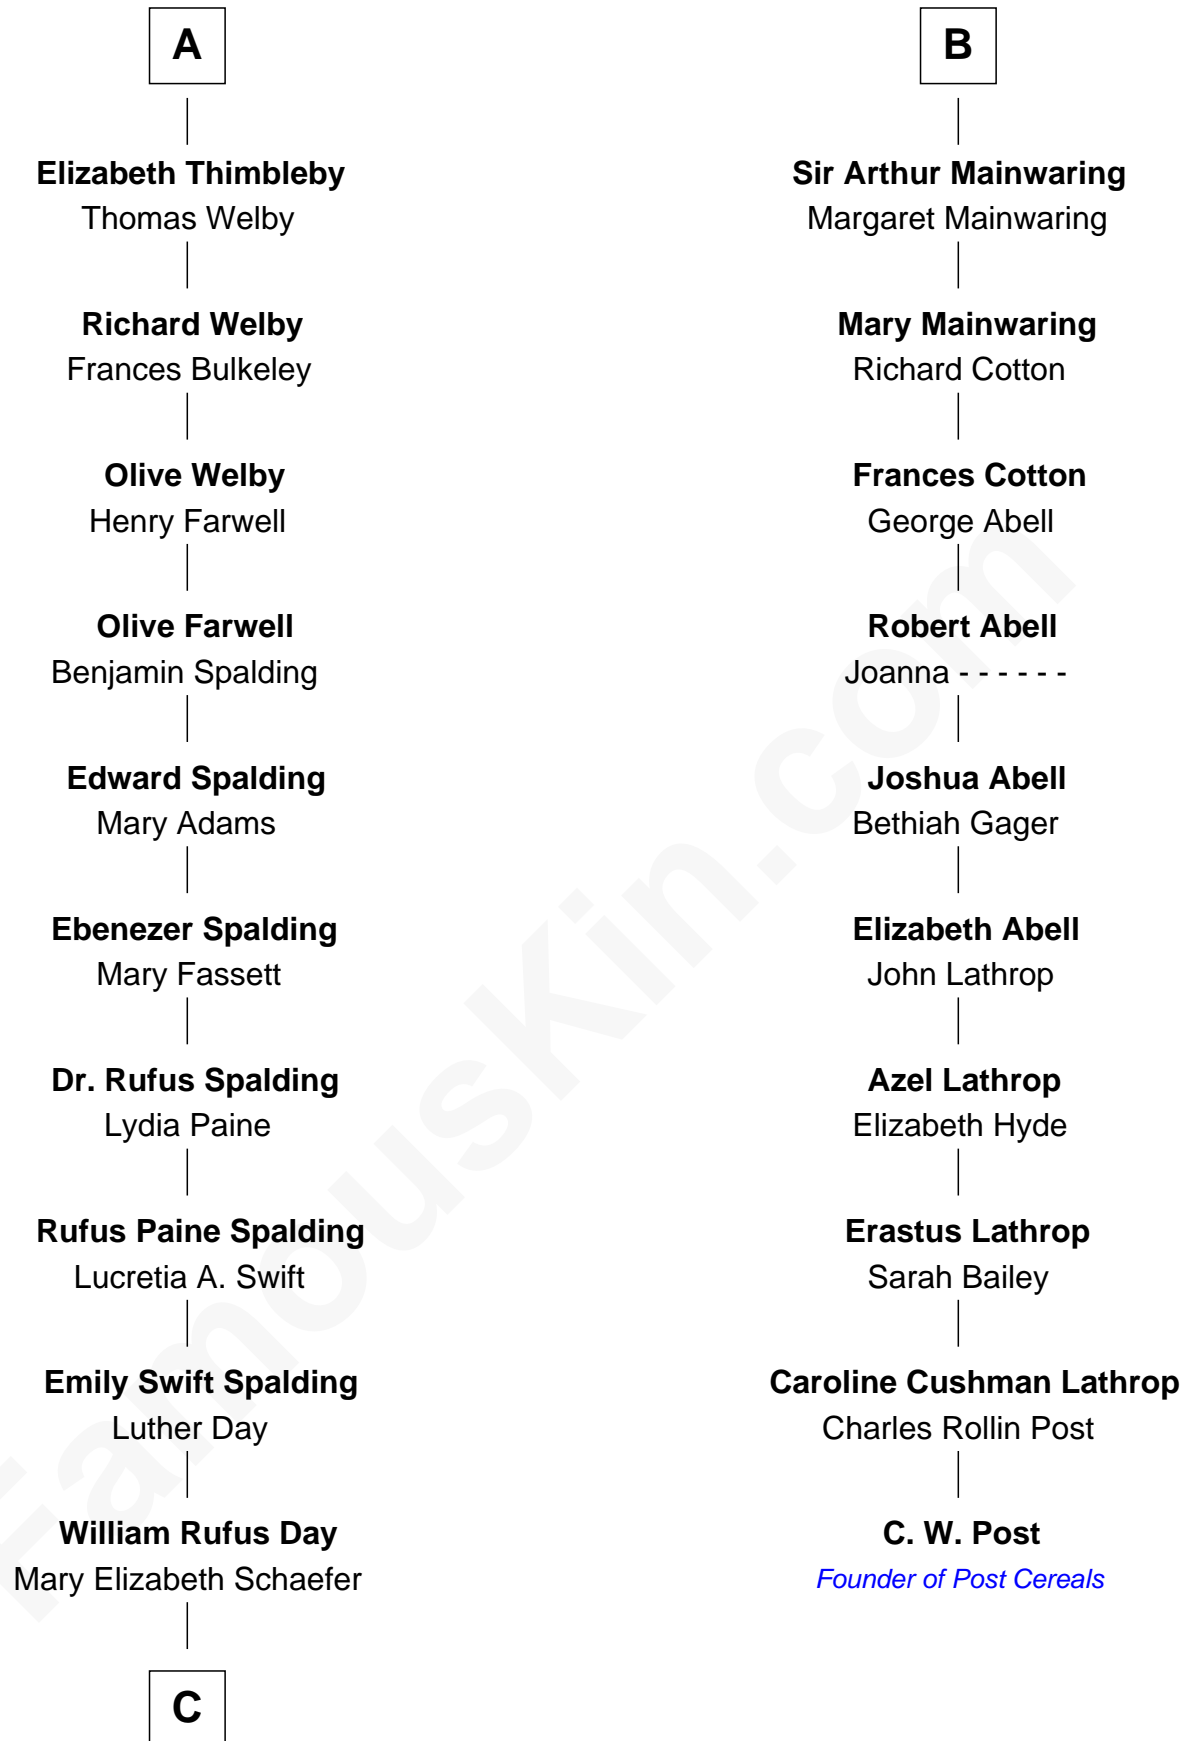 A
Elizabeth Thimbleby
Thomas Welby
Richard Welby
Frances Bulkeley
Olive Welby
Henry Farwell
Olive Farwell
Benjamin Spalding
Edward Spalding
Mary Adams
Ebenezer Spalding
Mary Fassett
Dr. Rufus Spalding
Lydia Paine
Rufus Paine Spalding
Lucretia A. Swift
Emily Swift Spalding
Luther Day
William Rufus Day
Mary Elizabeth Schaefer
C
B
Sir Arthur Mainwaring
Margaret Mainwaring
Mary Mainwaring
Richard Cotton
Frances Cotton
George Abell
Robert Abell
Joanna - - - - - -
Joshua Abell
Bethiah Gager
Elizabeth Abell
John Lathrop
Azel Lathrop
Elizabeth Hyde
Erastus Lathrop
Sarah Bailey
Caroline Cushman Lathrop
Charles Rollin Post
C. W. Post
Founder of Post Cereals
FamousKin.com